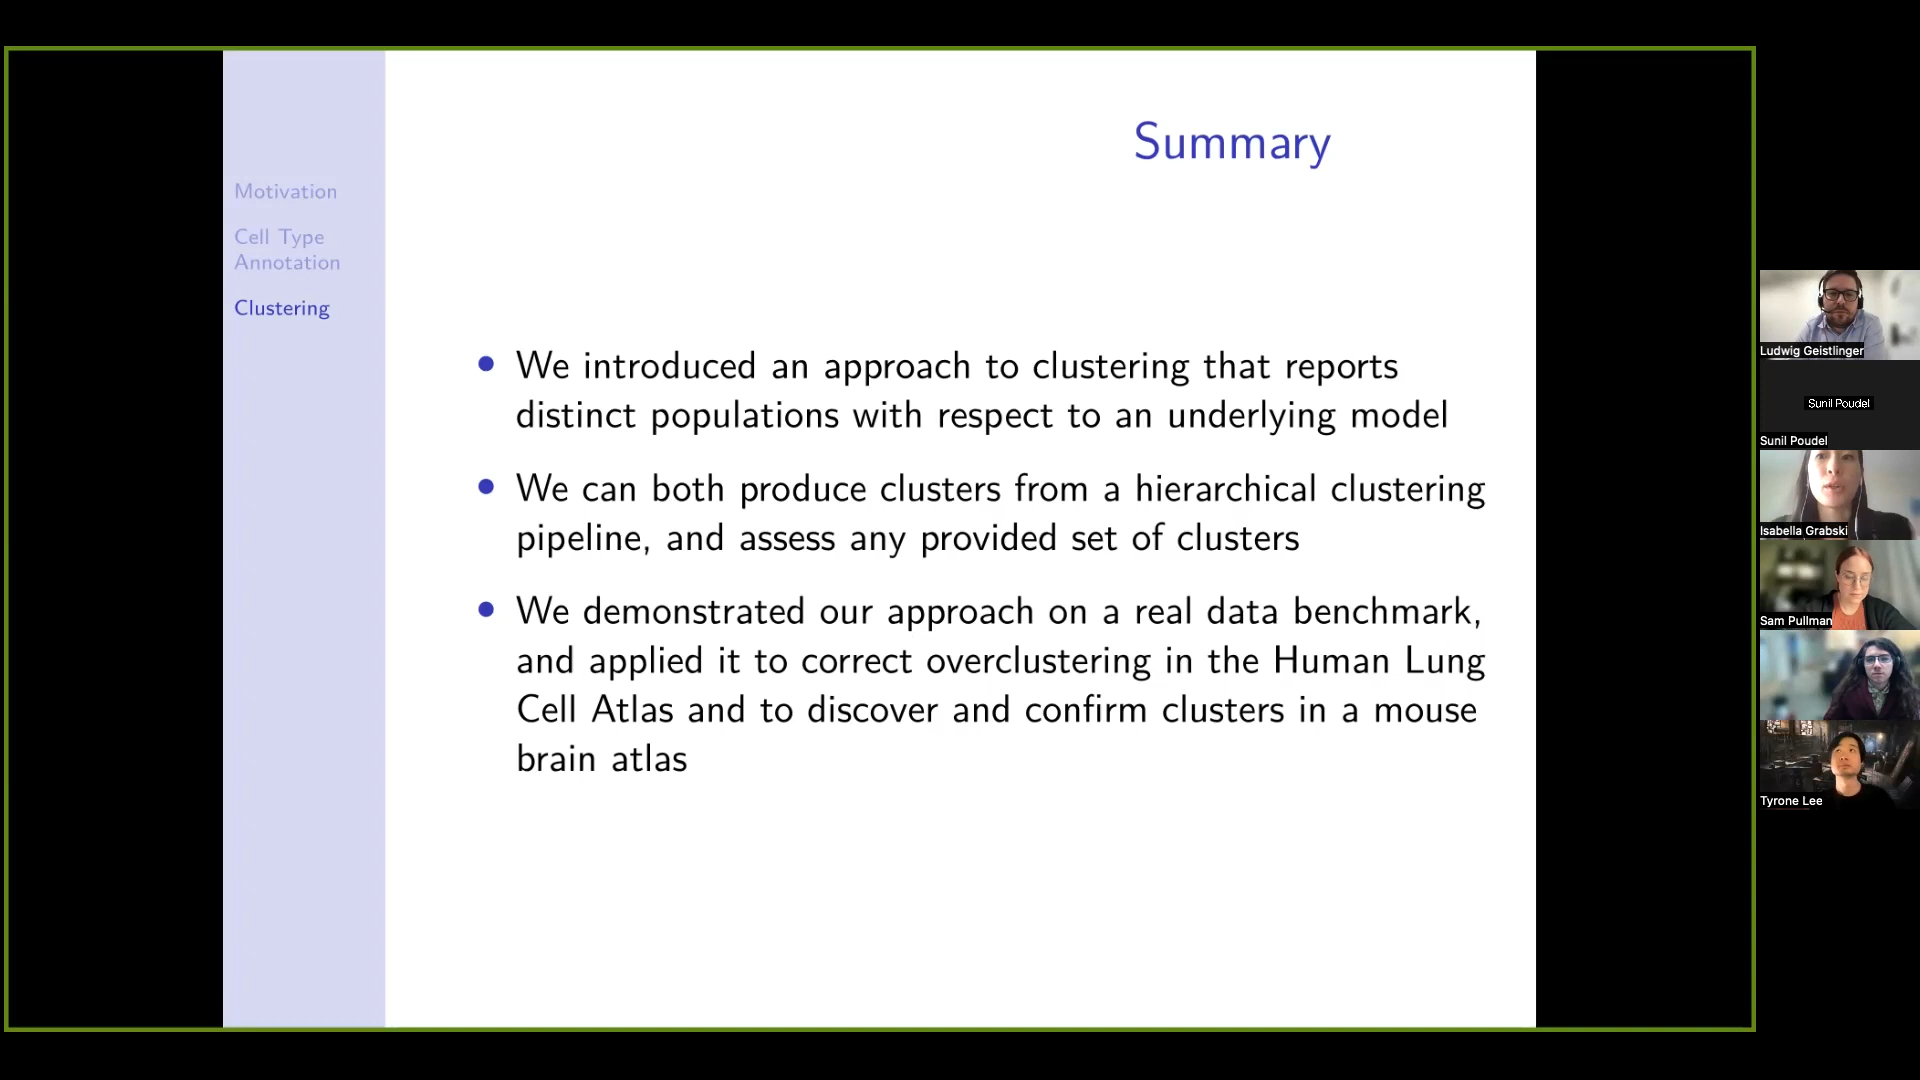 Summary
Motivation
Cell Type
Annotation
Clustering
• We introduced an approach to clustering that reports
distinct populations with respect to an underlying model
• We can both produce clusters from a hierarchical clustering
pipeline, and assess any provided set of clusters
• We demonstrated our approach on a real data benchmark,
and applied it to correct overclustering in the Human Lung
Cell Atlas and to discover and confirm clusters in a mouse
brain atlas
Ludwig Geistlinger
Sunil Poudel
Sunil Poudel
Isabella Grabski
Sam Pullman
Tyrone Lee